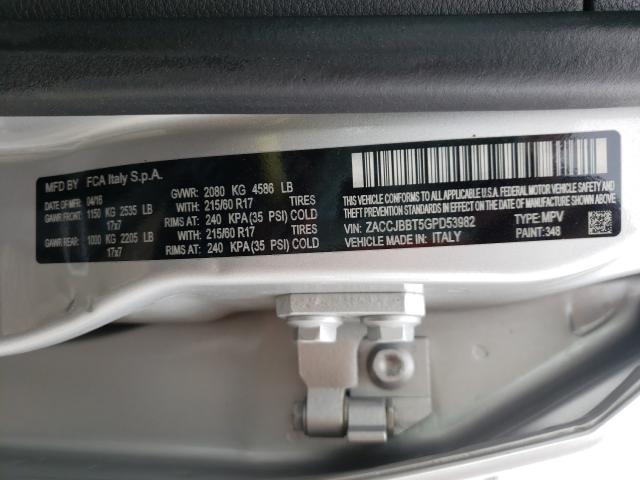 MFD BY FCA Italy S.p.A.
DATE OF MFR: 04/16 GVWR: 2080 KG 4586 LB
GAWR FRONT: 1150 KG 2535 LB WITH: 215/60 R17 TIRES
17x7 RIMS AT: 240 KPA (35 PSI) COLD
GAWR REAR: 1000 KG 2205 LB WITH: 215/60 R17 TIRES
17x7 RIMS AT: 240 KPA (35 PSI) COLD
THIS VEHICLE CONFORMS TO ALL APPLICABLE U.S.A. FEDERAL MOTOR VEHICLE SAFETY,
BUMPER, AND THEFT PREVENTION STANDARDS IN EFFECT ON THE DATE OF MANUFACTURE SHOWN ABOVE.
VIN: ZACCJBBT5GPD53982 TYPE: MPV
VEHICLE MADE IN: ITALY PAINT: 348